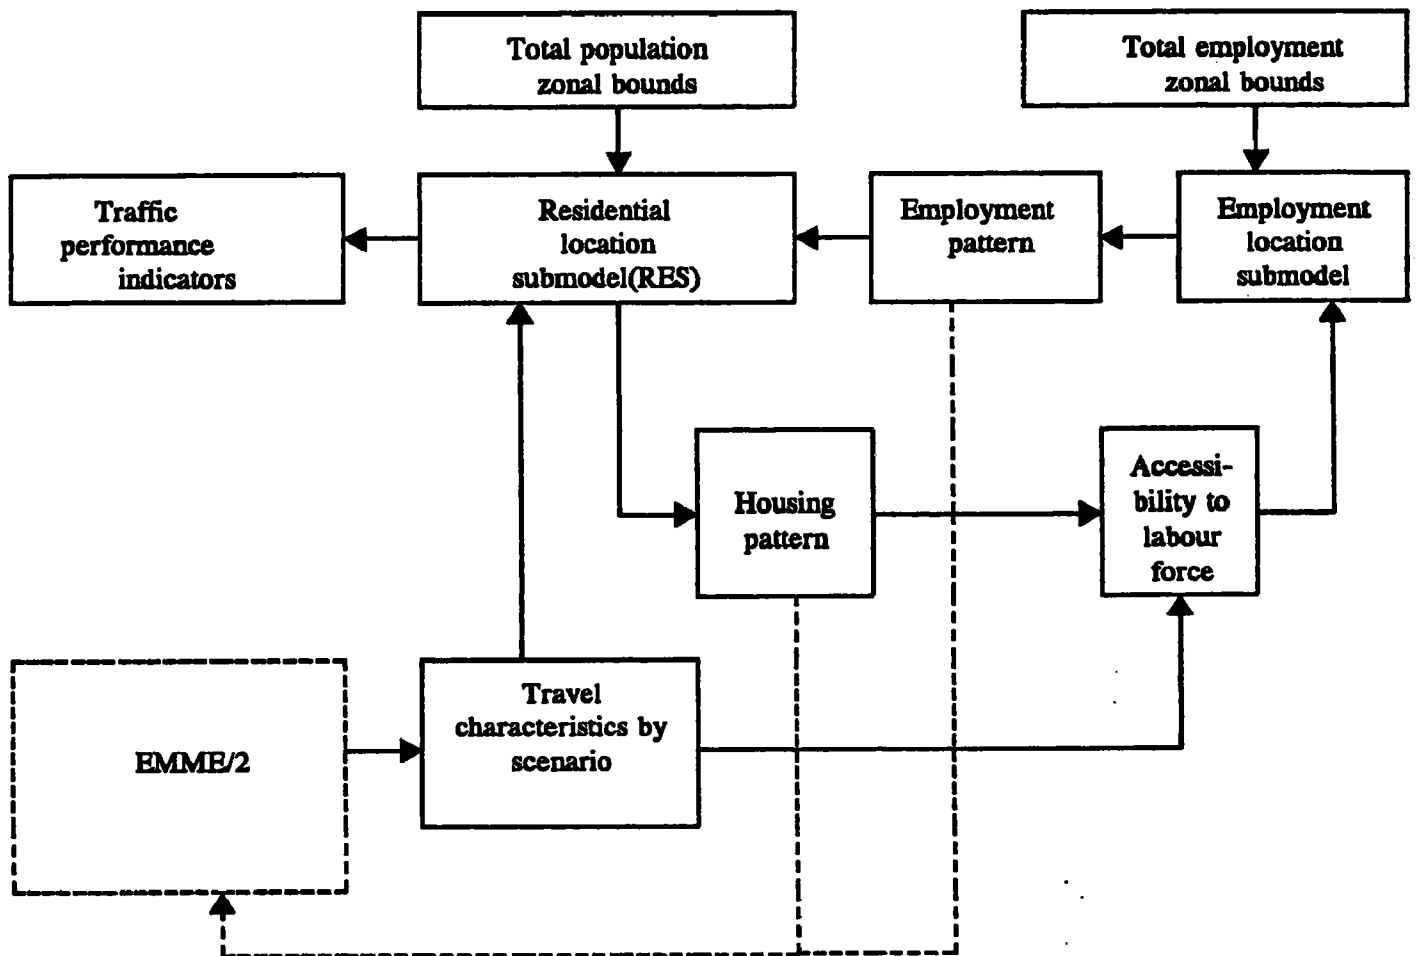 Total population
zonal bounds
Total employment
zonal bounds
Traffic
performance
indicators
Residential
location
submodel(RES)
Employment
pattern
Employment
location
submodel
Housing
pattern
Accessi-
bility to
labour
force
EMME/2
Travel
characteristics by
scenario